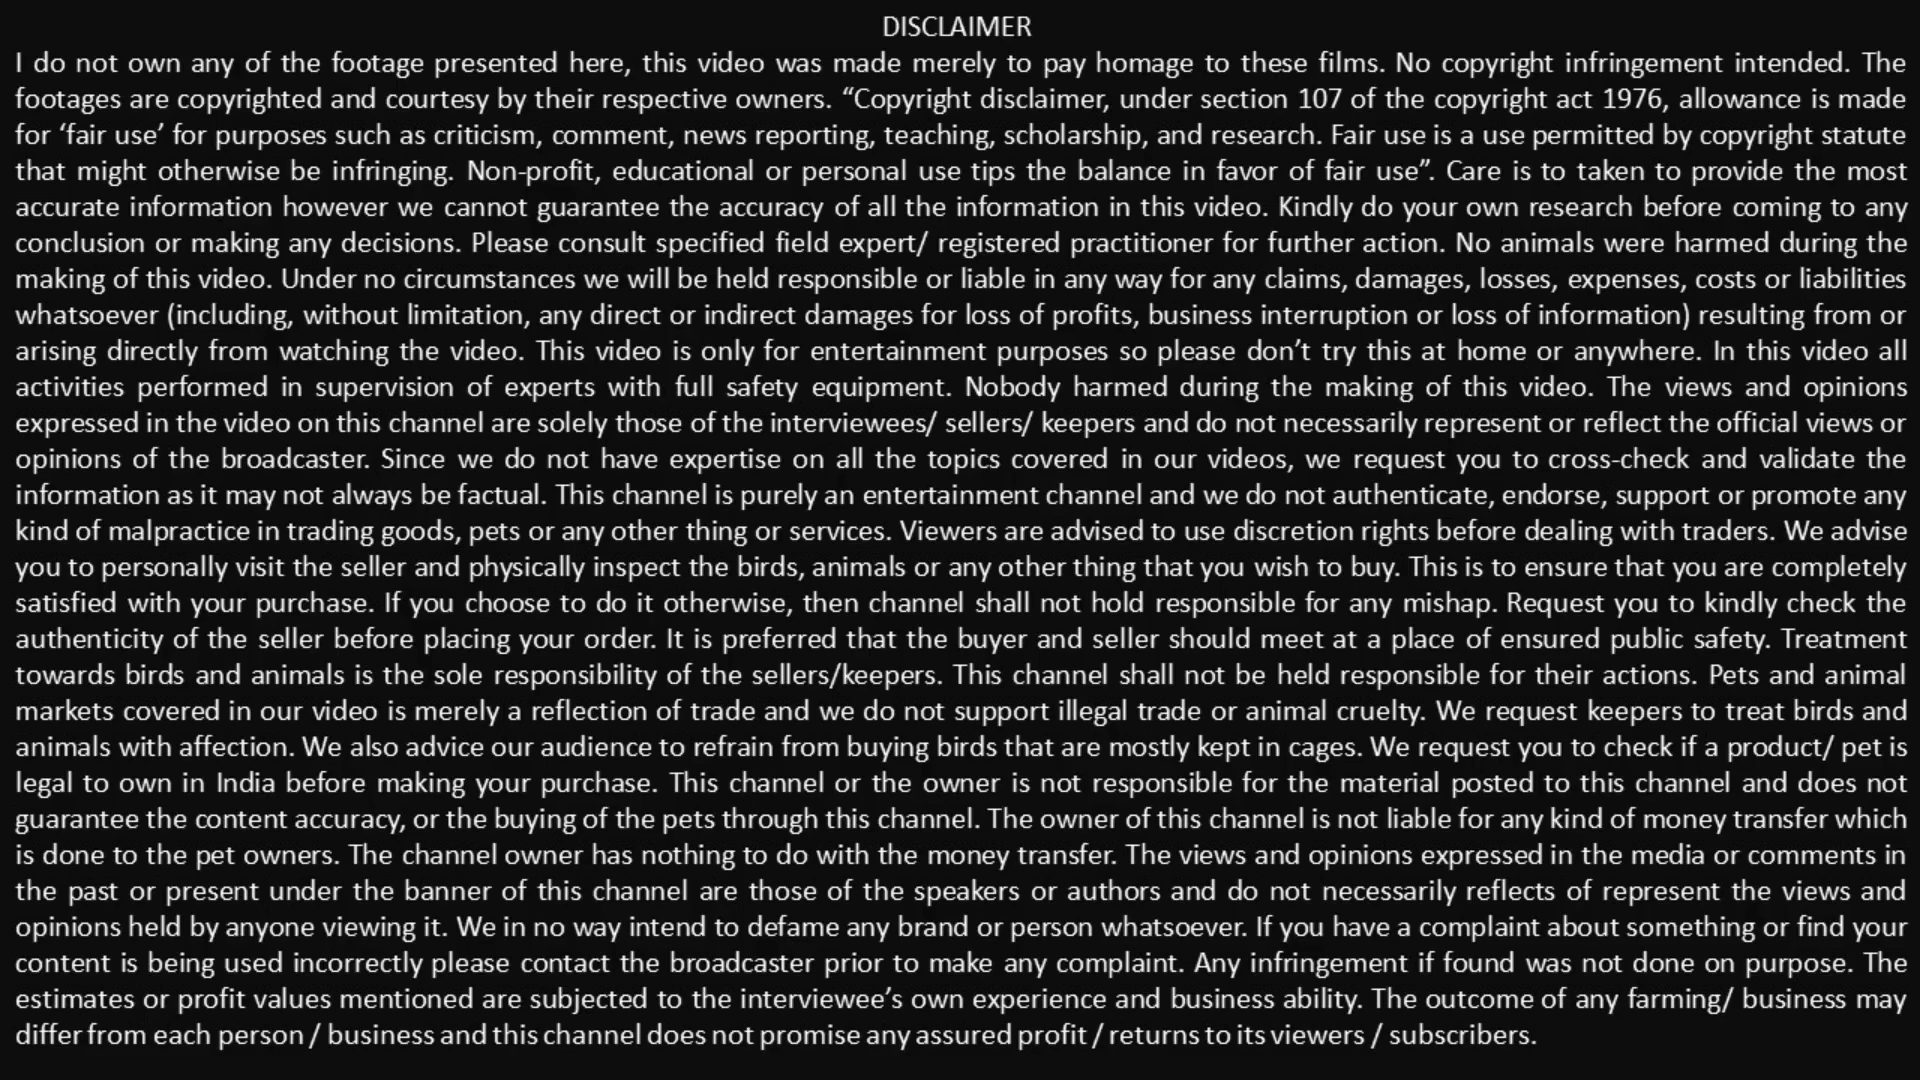 DISCLAIMER
I do not own any of the footage presented here, this video was made merely to pay homage to these films. No copyright infringement intended. The
footages are copyrighted and courtesy by their respective owners. “Copyright disclaimer, under section 107 of the copyright act 1976, allowance is made
for ‘fair use’ for purposes such as criticism, comment, news reporting, teaching, scholarship, and research. Fair use is a use permitted by copyright statute
that might otherwise be infringing. Non-profit, educational or personal use tips the balance in favor of fair use”. Care is to taken to provide the most
accurate information however we cannot guarantee the accuracy of all the information in this video. Kindly do your own research before coming to any
conclusion or making any decisions. Please consult specified field expert/ registered practitioner for further action. No animals were harmed during the
making of this video. Under no circumstances we will be held responsible or liable in any way for any claims, damages, losses, expenses, costs or liabilities
whatsoever (including, without limitation, any direct or indirect damages for loss of profits, business interruption or loss of information) resulting from or
arising directly from watching the video. This video is only for entertainment purposes so please don’t try this at home or anywhere. In this video all
activities performed in supervision of experts with full safety equipment. Nobody harmed during the making of this video. The views and opinions
expressed in the video on this channel are solely those of the interviewees/ sellers/ keepers and do not necessarily represent or reflect the official views or
opinions of the broadcaster. Since we do not have expertise on all the topics covered in our videos, we request you to cross-check and validate the
information as it may not always be factual. This channel is purely an entertainment channel and we do not authenticate, endorse, support or promote any
kind of malpractice in trading goods, pets or any other thing or services. Viewers are advised to use discretion rights before dealing with traders. We advise
you to personally visit the seller and physically inspect the birds, animals or any other thing that you wish to buy. This is to ensure that you are completely
satisfied with your purchase. If you choose to do it otherwise, then channel shall not hold responsible for any mishap. Request you to kindly check the
authenticity of the seller before placing your order. It is preferred that the buyer and seller should meet at a place of ensured public safety. Treatment
towards birds and animals is the sole responsibility of the sellers/keepers. This channel shall not be held responsible for their actions. Pets and animal
markets covered in our video is merely a reflection of trade and we do not support illegal trade or animal cruelty. We request keepers to treat birds and
animals with affection. We also advice our audience to refrain from buying birds that are mostly kept in cages. We request you to check if a product/ pet is
legal to own in India before making your purchase. This channel or the owner is not responsible for the material posted to this channel and does not
guarantee the content accuracy, or the buying of the pets through this channel. The owner of this channel is not liable for any kind of money transfer which
is done to the pet owners. The channel owner has nothing to do with the money transfer. The views and opinions expressed in the media or comments in
the past or present under the banner of this channel are those of the speakers or authors and do not necessarily reflects of represent the views and
opinions held by anyone viewing it. We in no way intend to defame any brand or person whatsoever. If you have a complaint about something or find your
content is being used incorrectly please contact the broadcaster prior to make any complaint. Any infringement if found was not done on purpose. The
estimates or profit values mentioned are subjected to the interviewee’s own experience and business ability. The outcome of any farming/ business may
differ from each person / business and this channel does not promise any assured profit / returns to its viewers / subscribers.